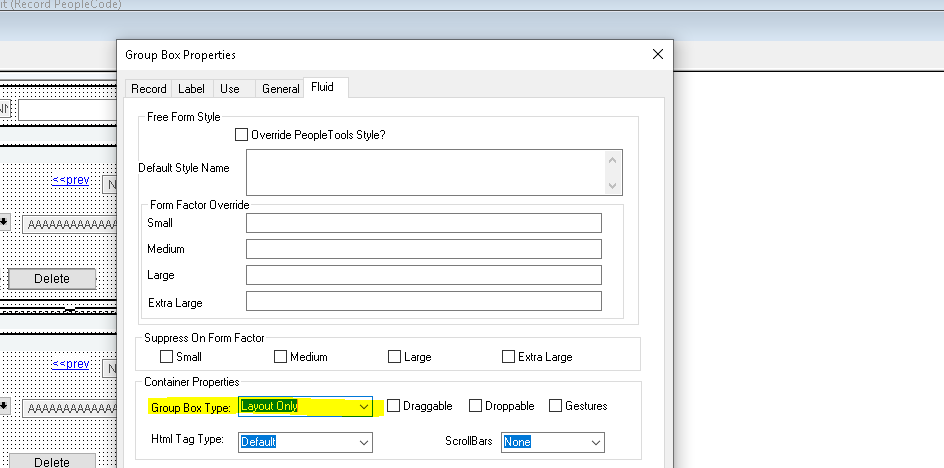 it (Record PeopleCode)
Group Box Properties
Record Label Use General Fluid
Free Form Style
Override PeopleTools Style?
Default Style Name
Form Factor Override
Small
Medium
Large
Extra Large
Suppress On Form Factor
Small Medium Large Extra Large
Container Properties
Group Box Type: Layout Only Draggable Droppable Gestures
Html Tag Type: Default ScrollBars None
<<prev N
AAAAAAAAAAAAA
Delete
<<prev N
AAAAAAAAAAAAA
Delete